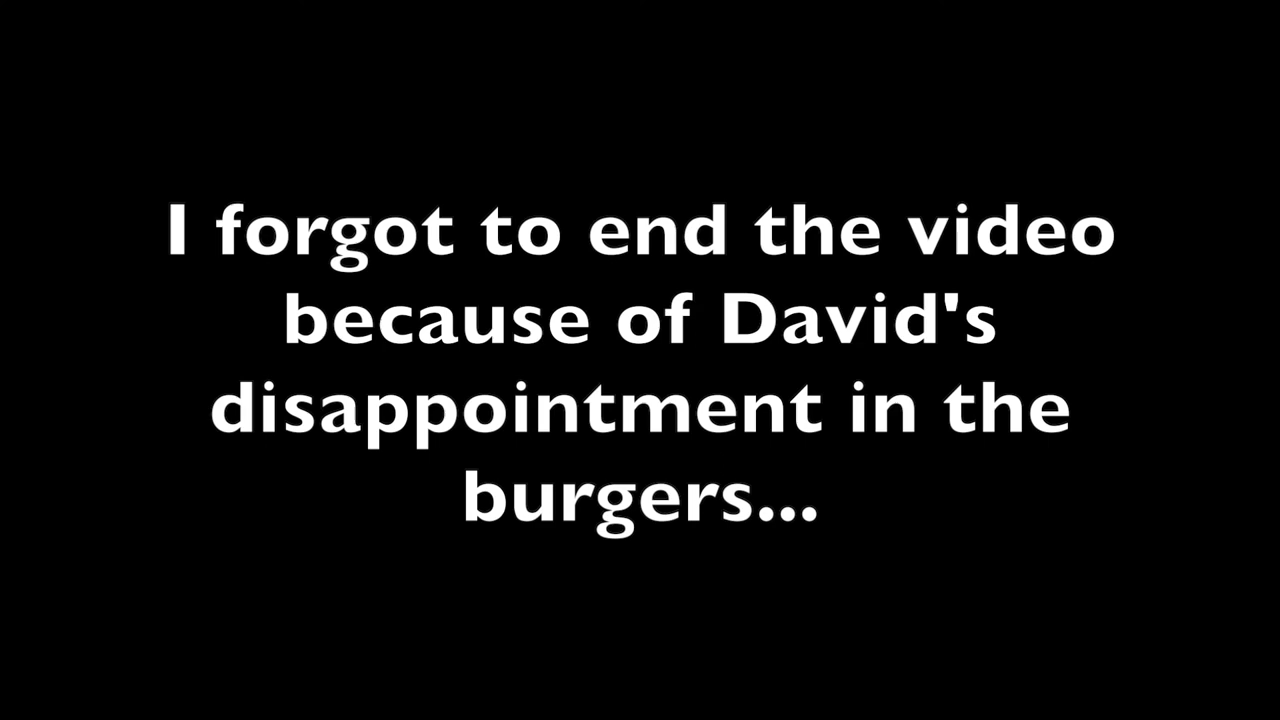 I forgot to end the video
because of David's
disappointment in the
burgers...